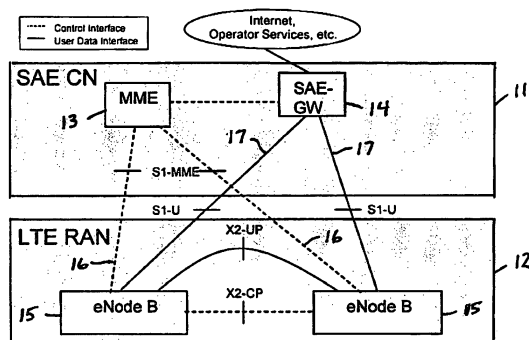 Control Interface
User Data Interface
Internet,
Operator Services, etc.
SAE CN
MME
13
SAE-
GW
14
11
17
17
S1-MME
S1-U
S1-U
LTE RAN
X2-UP
16
16
12
15
eNode B
X2-CP
eNode B
15